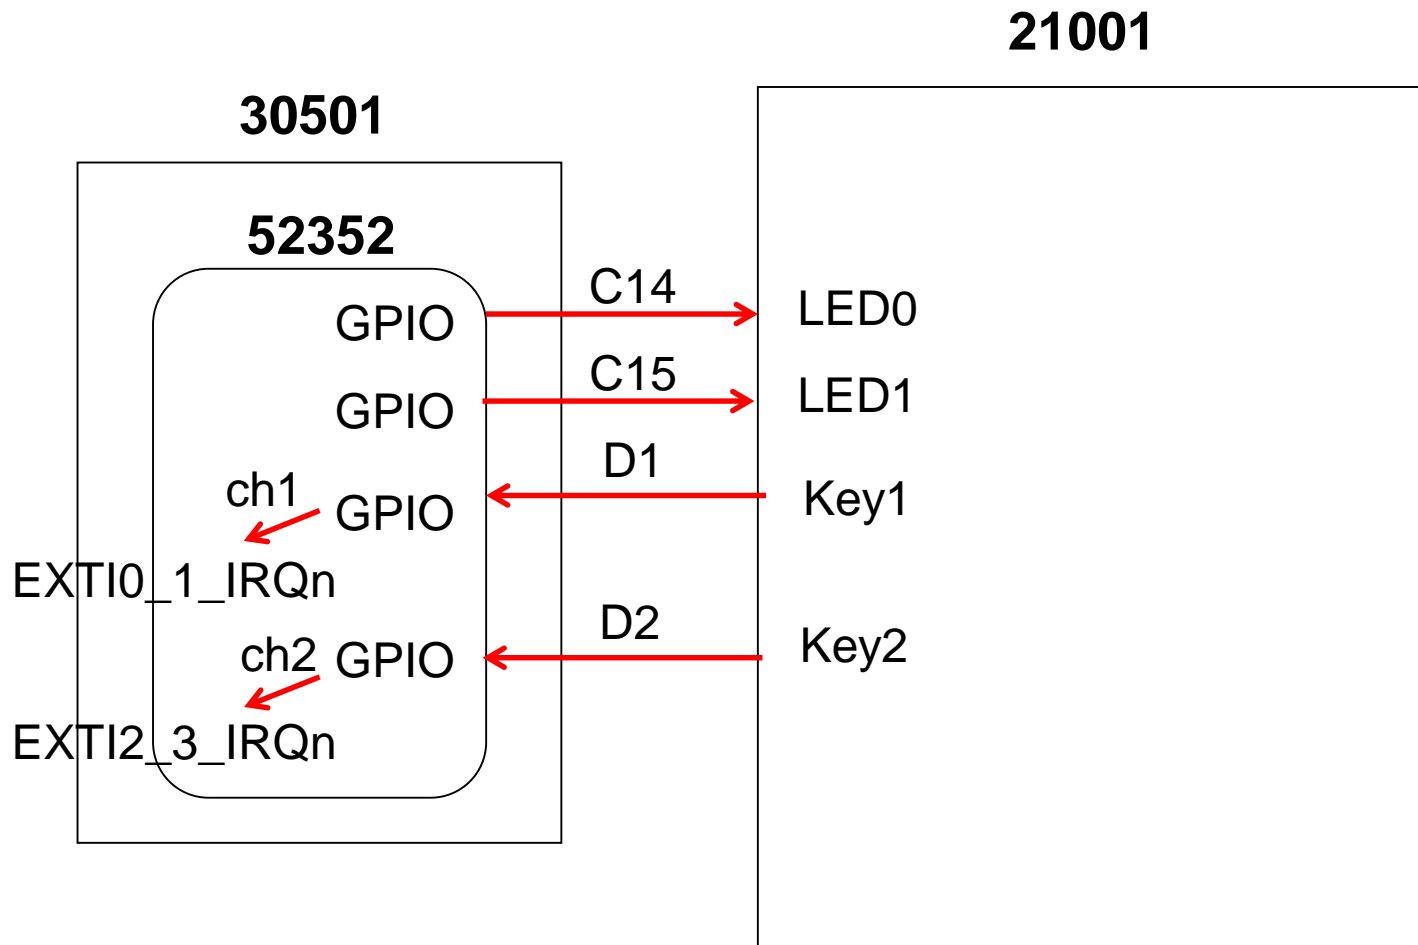 21001
30501
52352
C14
GPIO
LED0
C15
GPIO
LED1
D1
ch1
GPIO
Key1
EXTI0_1_IRQn
D2
ch2
GPIO
Key2
EXTI2_3_IRQn